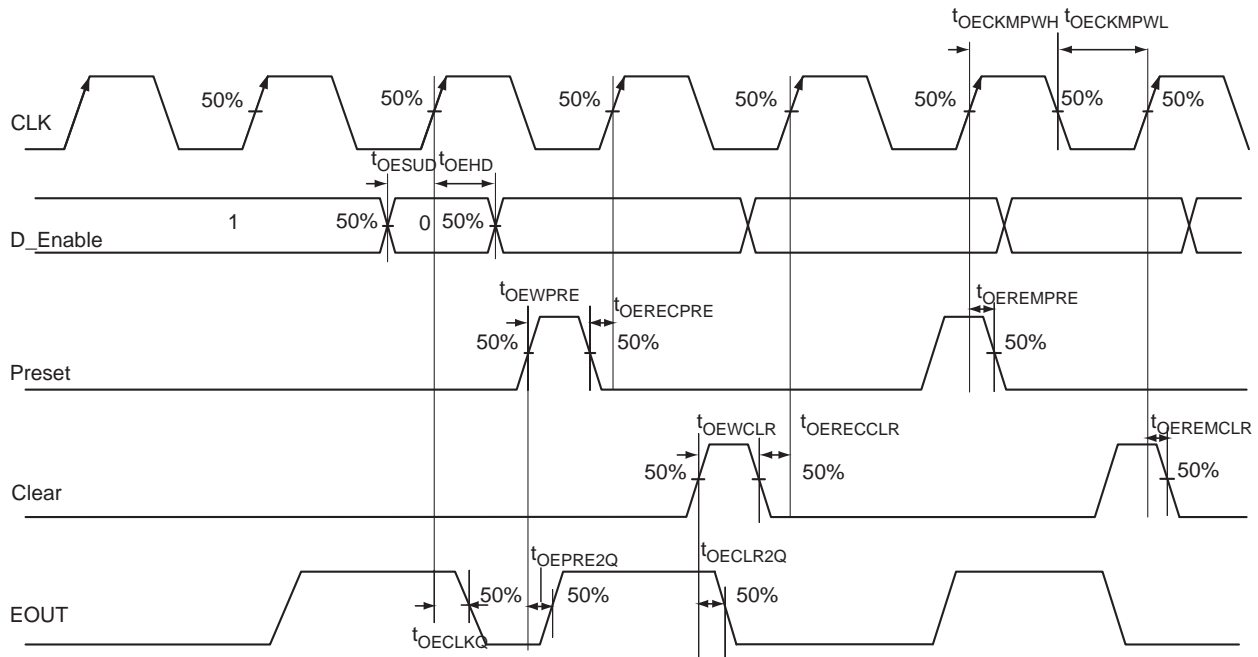 tOECKMPWH tOECKMPWL
50% 50% 50% 50% 50% 50% 50% 50%
CLK
tOESUD tOEHD
1 50% 0 50%
D_Enable
tOEWPRE tOERECPRE tOEREMPRE
50% 50% 50%
Preset
tOEWCLR tOERECCLR tOEREMCLR
50% 50% 50%
Clear
tOEPRE2Q tOECLR2Q
50% 50% 50%
EOUT
tOECLKQ